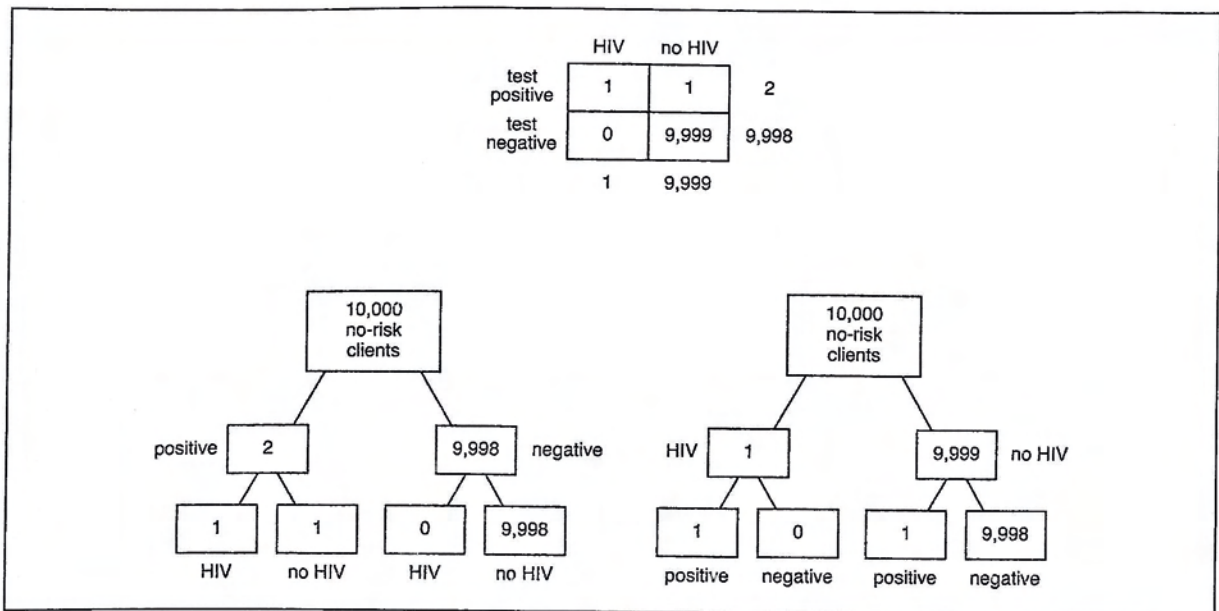 HIV no HIV
test positive 1 1 2
test negative 0 9,999 9,998
1 9,999
10,000
no-risk
clients
positive 2 9,998 negative
1 1 0 9,998
HIV no HIV HIV no HIV
10,000
no-risk
clients
HIV 1 9,999 no HIV
1 0 1 9,998
positive negative positive negative